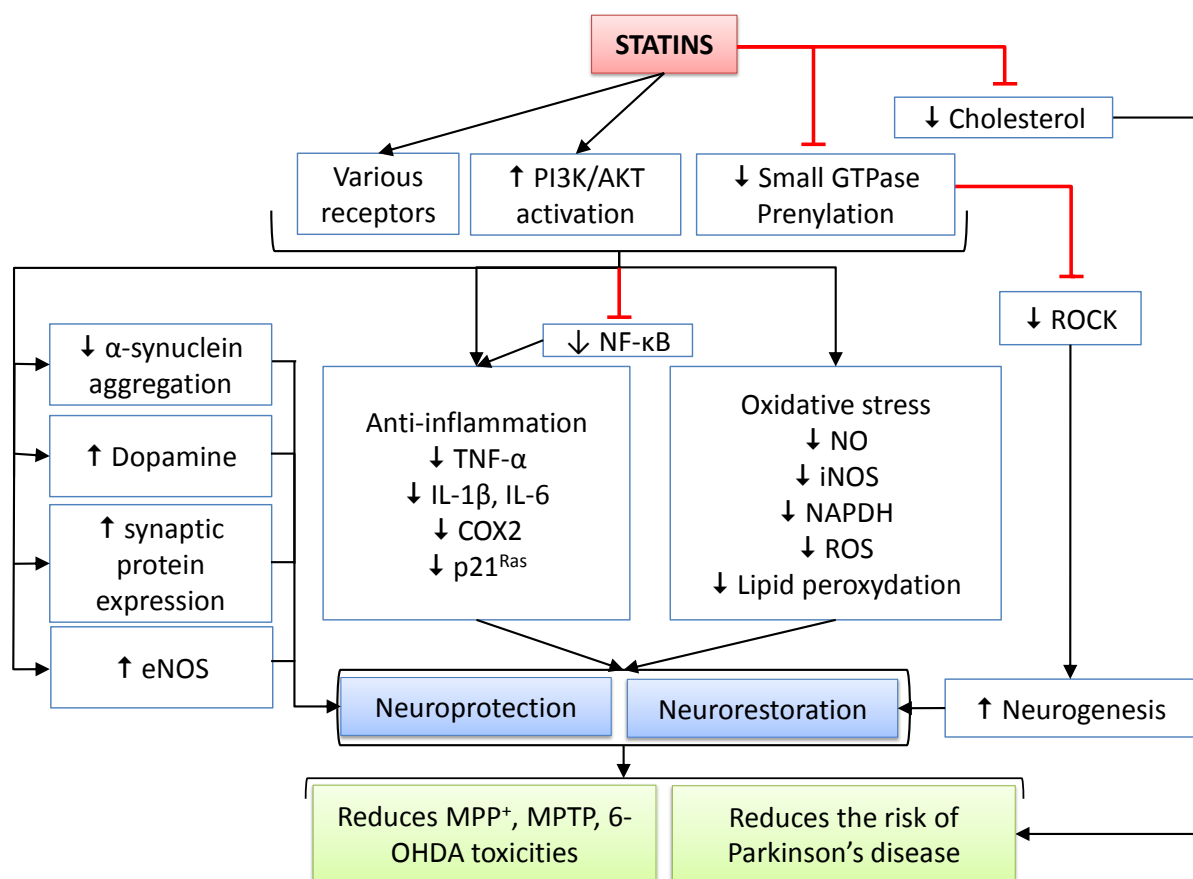 STATINS
↓ Cholesterol
Various
receptors
↑ PI3K/AKT
activation
↓ Small GTPase
Prenylation
↓ ROCK
↓ NF-κB
↓ α-synuclein
aggregation
↑ Dopamine
↑ synaptic
protein
expression
↑ eNOS
Anti-inflammation
↓ TNF-α
↓ IL-1β, IL-6
↓ COX2
↓ p21Ras
Oxidative stress
↓ NO
↓ iNOS
↓ NAPDH
↓ ROS
↓ Lipid peroxydation
Neuroprotection
Neurorestoration
↑ Neurogenesis
Reduces MPP+, MPTP, 6-
OHDA toxicities
Reduces the risk of
Parkinson’s disease